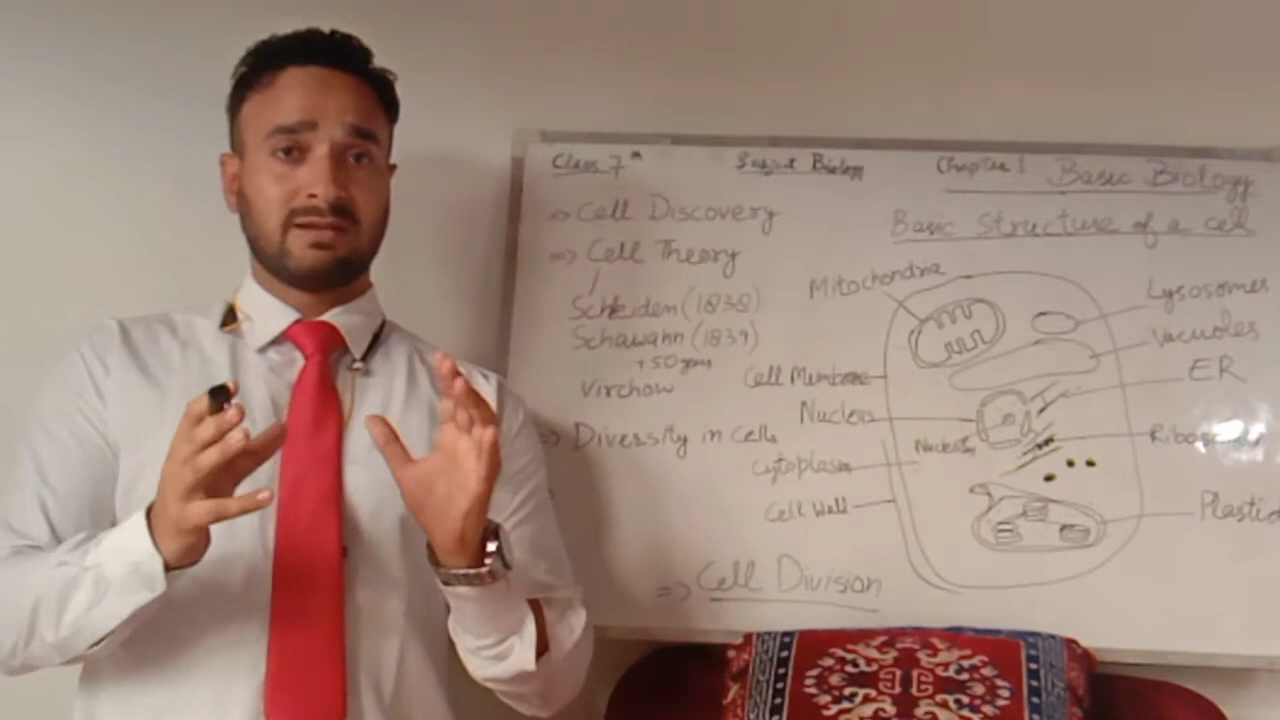 Class 7th Subject Biology Chapter 1 Basic Biology
=> Cell Discovery
Basic Structure of a cell
=> Cell Theory
Schleiden (1838)
Schawann (1839)
+50 years
Virchow
=> Diversity in Cells
=> Cell Division
Mitochondria
Cell Membrane
Nucleus
Cytoplasm
Cell Wall
Lysosomes
Vacuoles
ER
Plastid